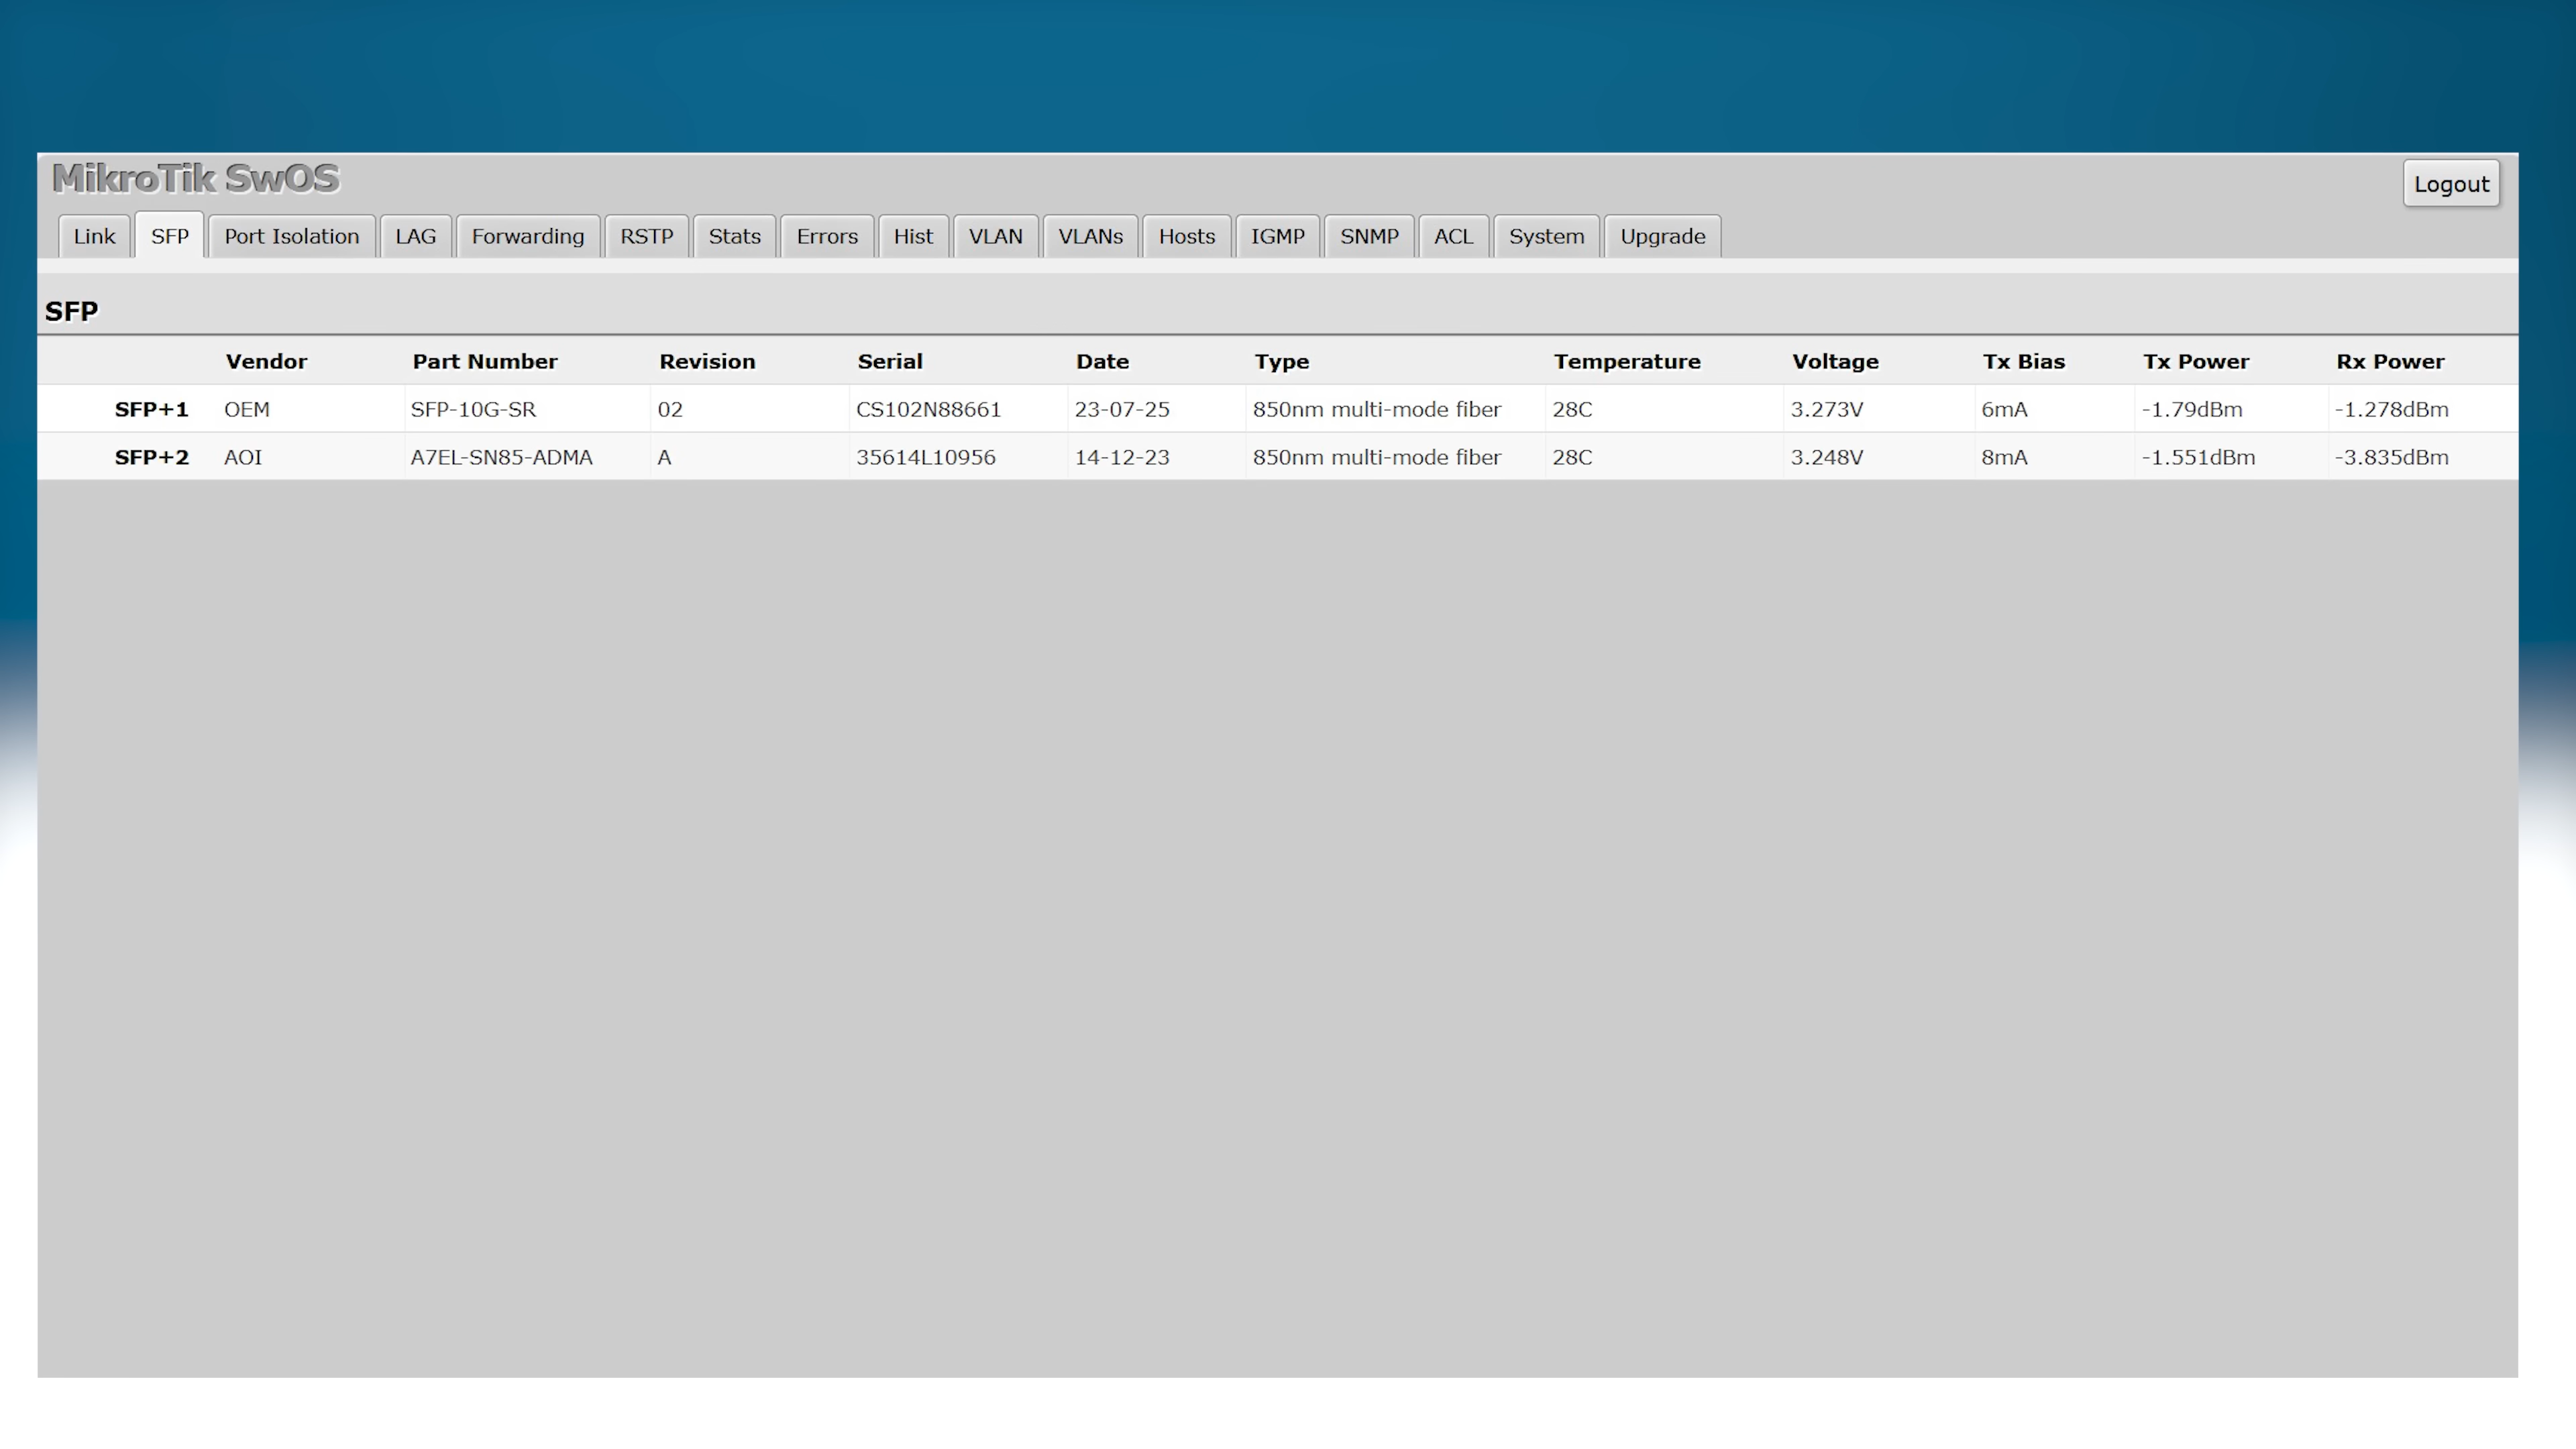 MikroTik SwOS
Logout
Link SFP Port Isolation LAG Forwarding RSTP Stats Errors Hist VLAN VLANs Hosts IGMP SNMP ACL System Upgrade
SFP
Vendor Part Number Revision Serial Date Type Temperature Voltage Tx Bias Tx Power Rx Power
SFP+1 OEM SFP-10G-SR 02 CS102N88661 23-07-25 850nm multi-mode fiber 28C 3.273V 6mA -1.79dBm -1.278dBm
SFP+2 AOI A7EL-SN85-ADMA A 35614L10956 14-12-23 850nm multi-mode fiber 28C 3.248V 8mA -1.551dBm -3.835dBm